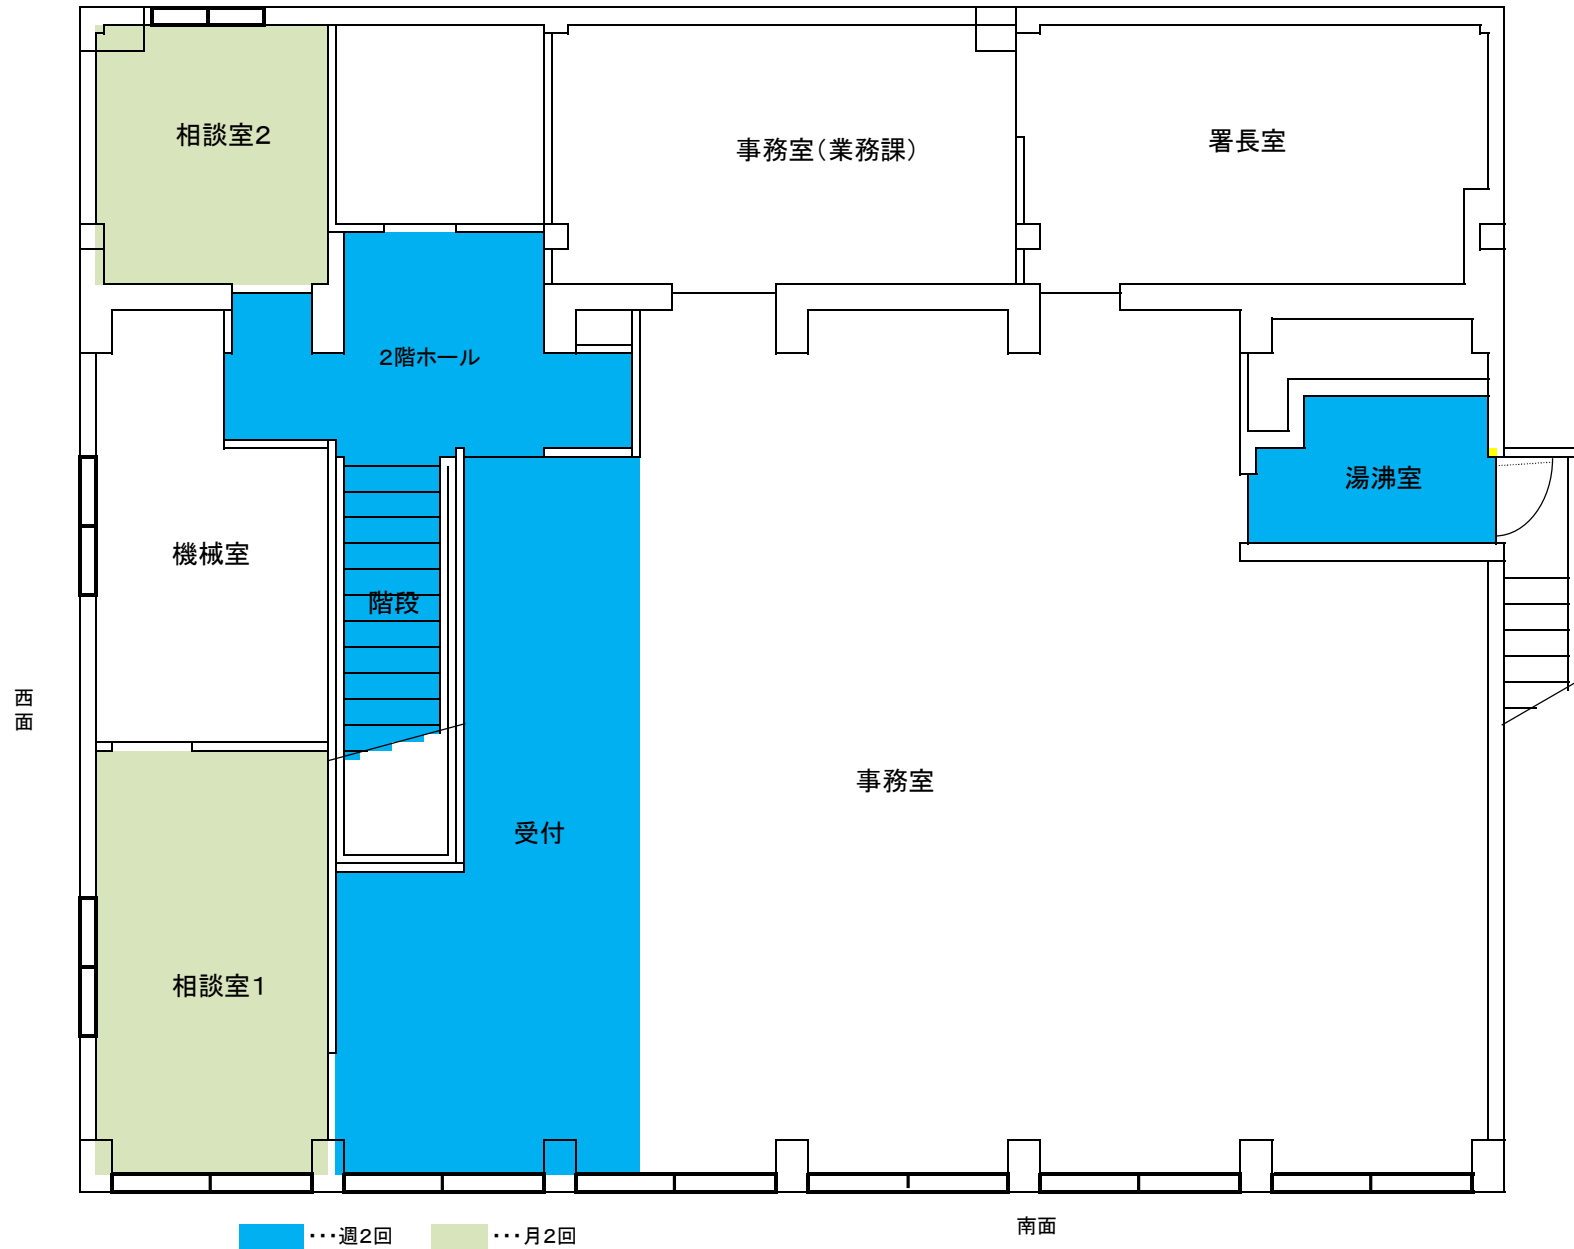 相談室2
事務室(業務課)
署長室
2階ホール
湯沸室
機械室
階段
西面
事務室
受付
相談室1
南面
･･･週2回
･･･月2回